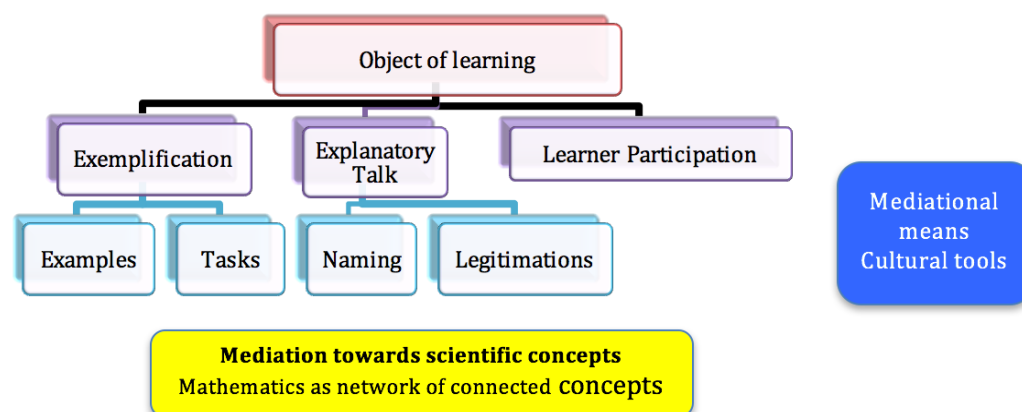 Object of learning
Exemplification
Explanatory
Talk
Learner Participation
Examples
Tasks
Naming
Legitimations
Mediational
means
Cultural tools
Mediation towards scientific concepts
Mathematics as network of connected concepts